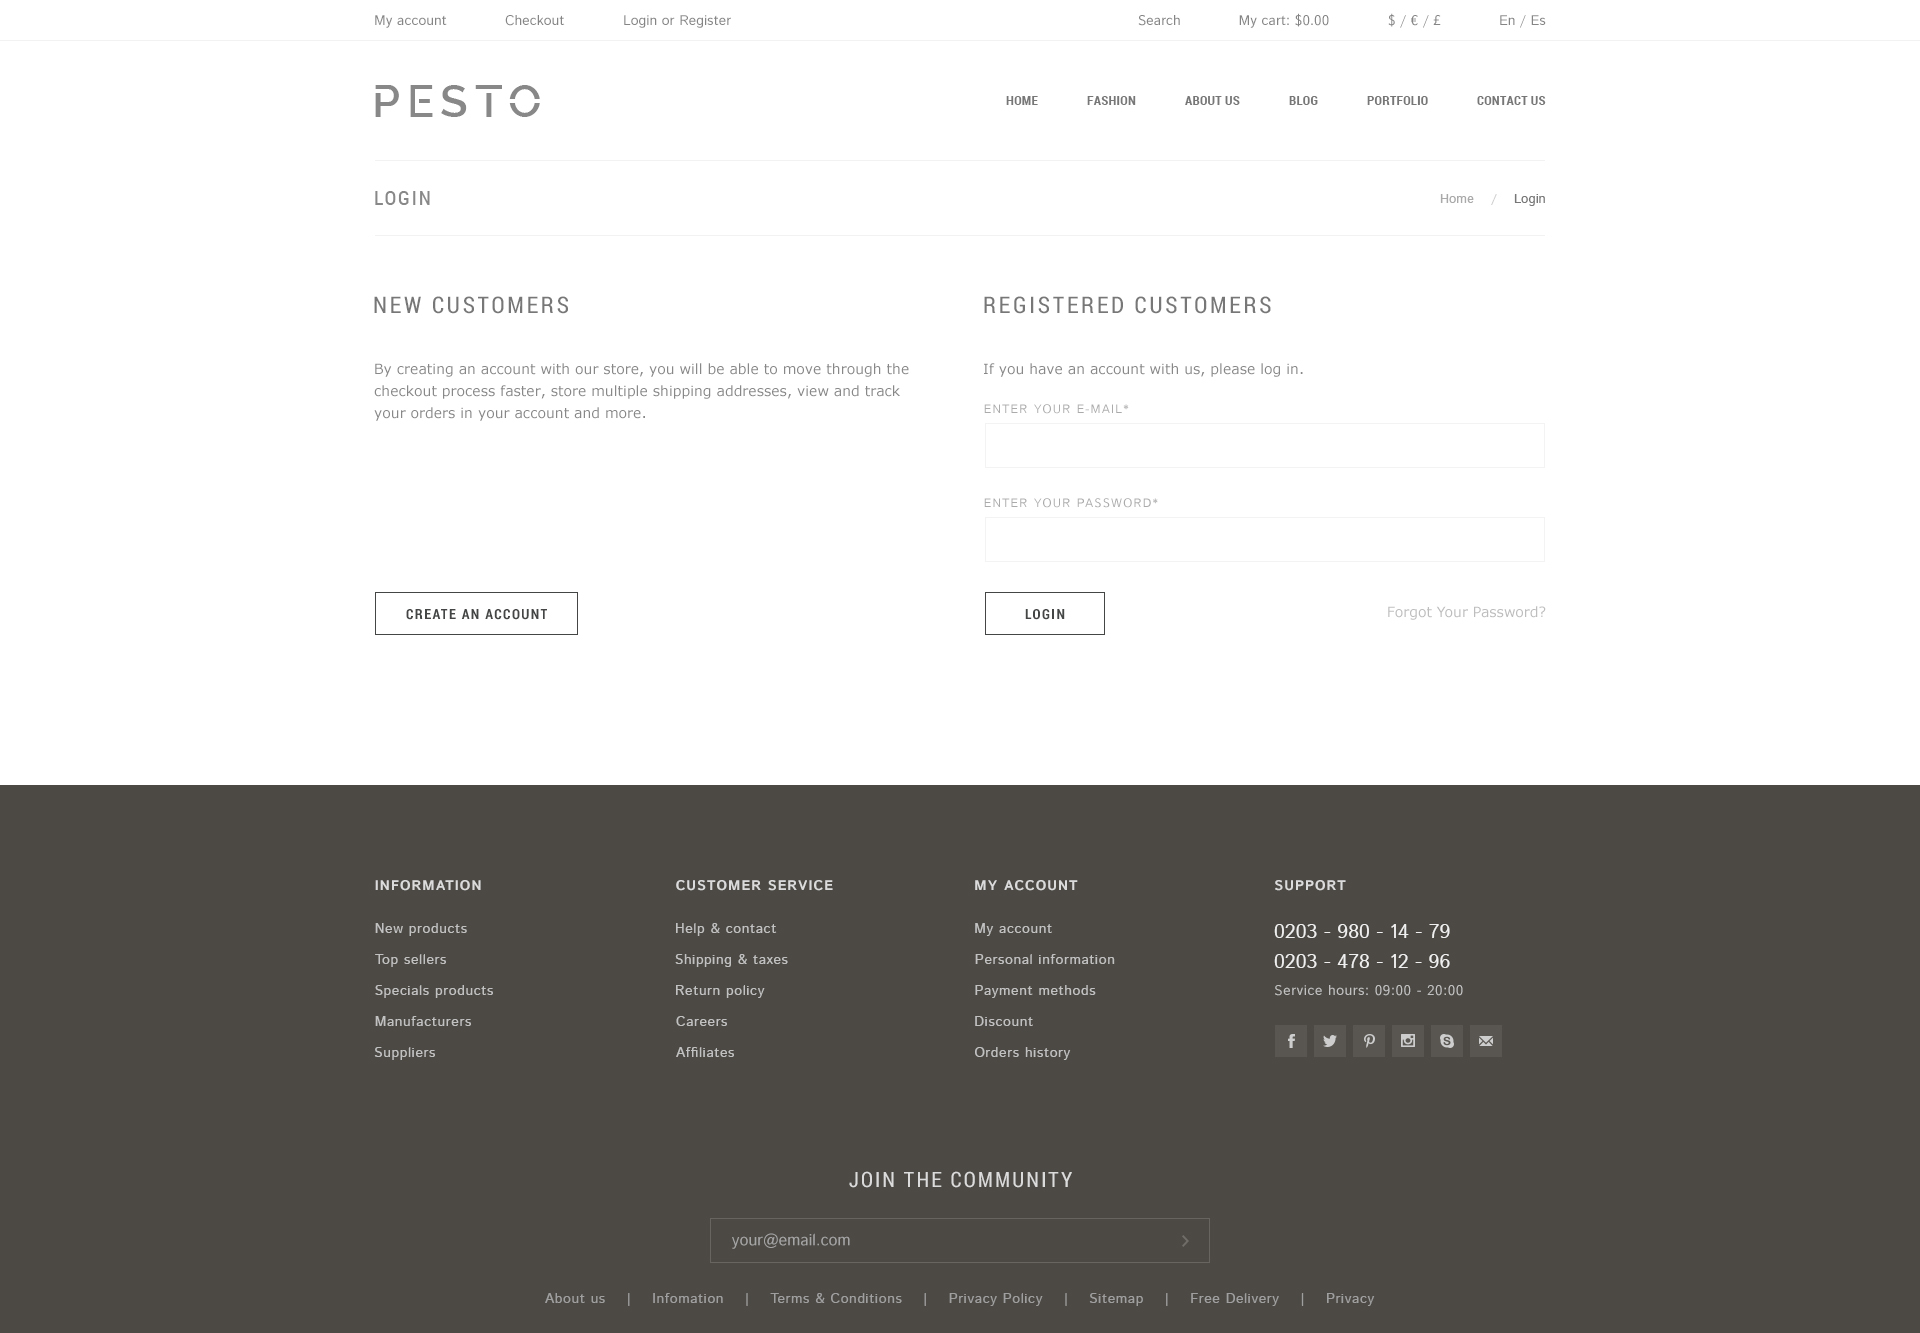 My account Checkout Login or Register Search My cart: $0.00 $ / € / £ En / Es
PESTO HOME FASHION ABOUT US BLOG PORTFOLIO CONTACT US
LOGIN Home / Login
NEW CUSTOMERS
By creating an account with our store, you will be able to move through the
checkout process faster, store multiple shipping addresses, view and track
your orders in your account and more.
CREATE AN ACCOUNT
REGISTERED CUSTOMERS
If you have an account with us, please log in.
ENTER YOUR E-MAIL*
ENTER YOUR PASSWORD*
LOGIN Forgot Your Password?
INFORMATION
New products
Top sellers
Specials products
Manufacturers
Suppliers
CUSTOMER SERVICE
Help & contact
Shipping & taxes
Return policy
Careers
Affiliates
MY ACCOUNT
My account
Personal information
Payment methods
Discount
Orders history
SUPPORT
0203 - 980 - 14 - 79
0203 - 478 - 12 - 96
Service hours: 09:00 - 20:00
JOIN THE COMMUNITY
your@email.com
About us | Infomation | Terms & Conditions | Privacy Policy | Sitemap | Free Delivery | Privacy